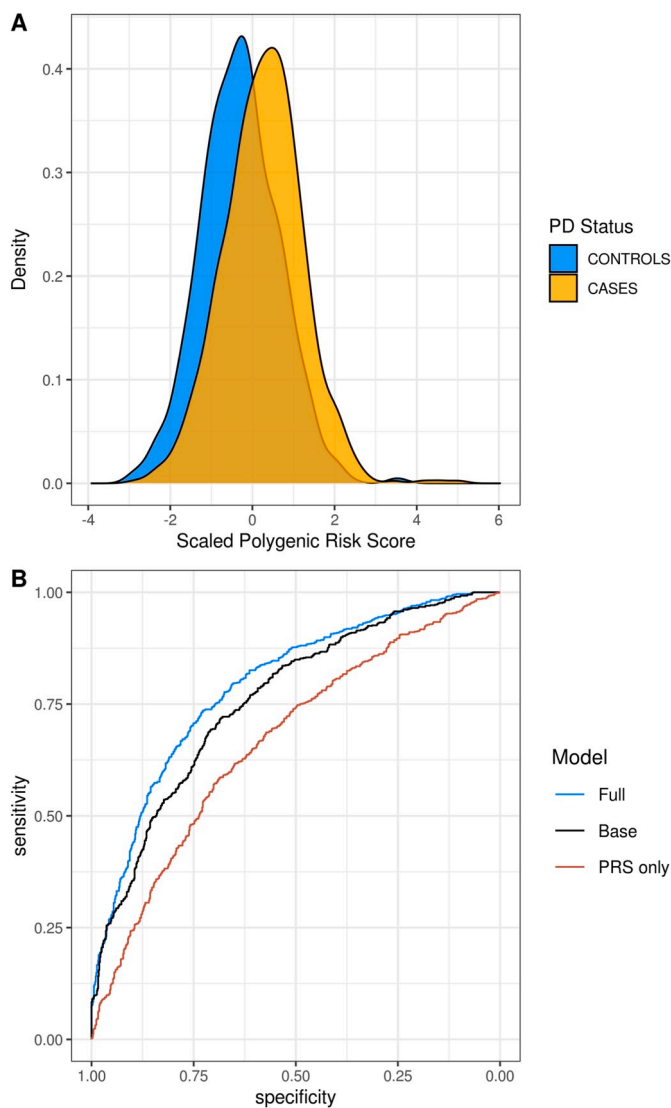 A
0.4
0.3
0.2
0.1
0.0
Density
-4 -2 0 2 4 6
Scaled Polygenic Risk Score
PD Status
CONTROLS
CASES
B
1.00
0.75
0.50
0.25
0.00
sensitivity
1.00 0.75 0.50 0.25 0.00
specificity
Model
Full
Base
PRS only